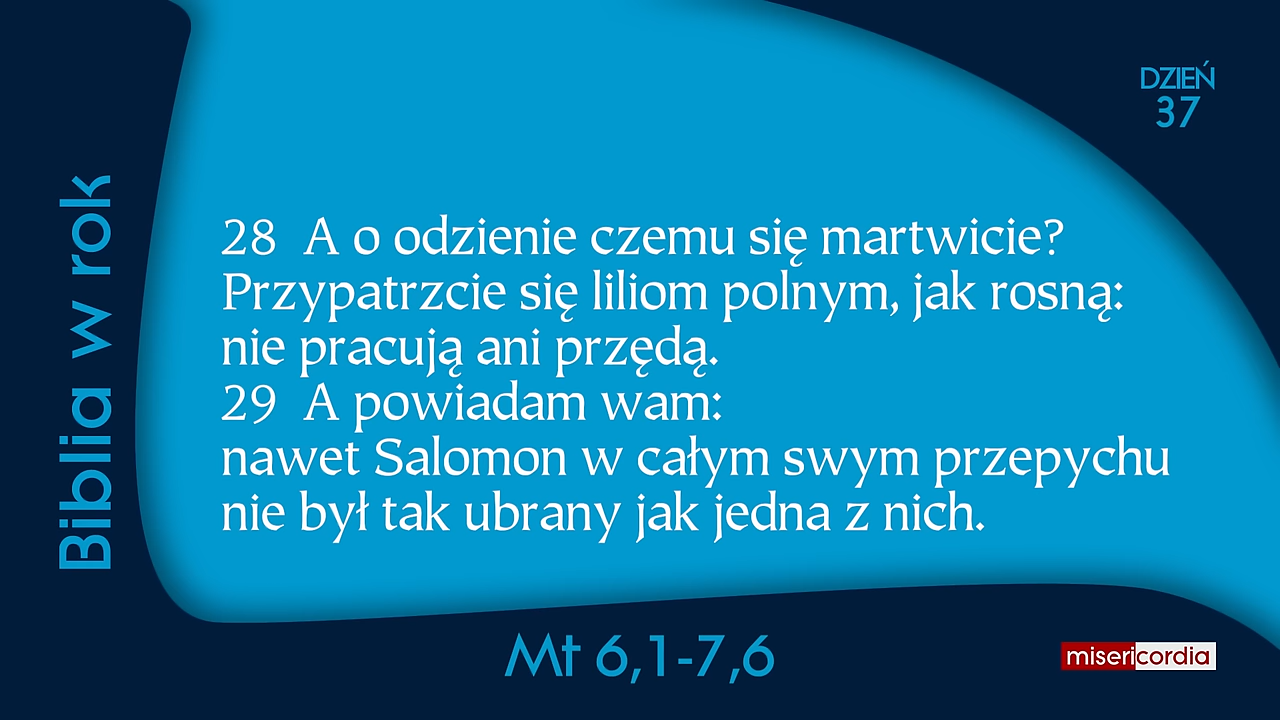 DZIEŃ
37
Biblia w rok
28 A o odzienie czemu się martwicie?
Przypatrzcie się liliom polnym, jak rosną:
nie pracują ani przędą.
29 A powiadam wam:
nawet Salomon w całym swym przepychu
nie był tak ubrany jak jedna z nich.
Mt 6,1-7,6
misericordia